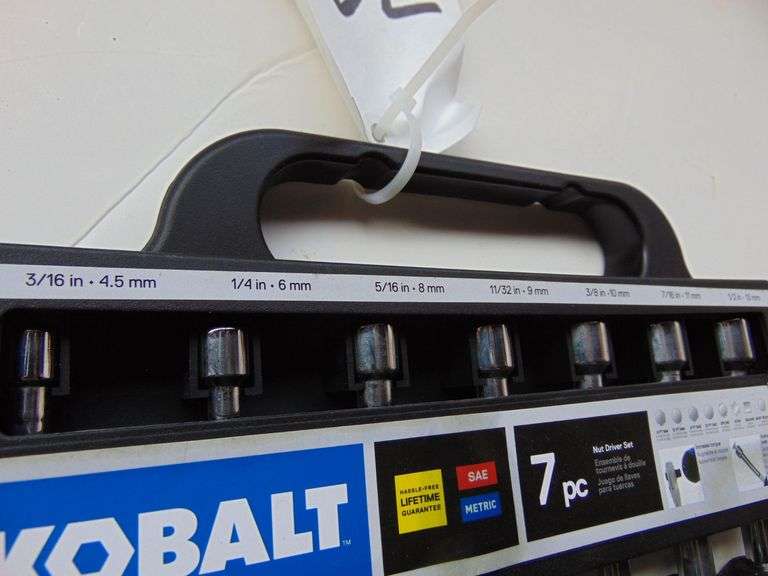 3/16 in • 4.5 mm
1/4 in • 6 mm
5/16 in • 8 mm
11/32 in • 9 mm
3/8 in • 10 mm
7/16 in • 11 mm
1/2 in • 13 mm
KOBALT™
HASSLE-FREE
LIFETIME
GUARANTEE
SAE
METRIC
7 pc
Nut Driver Set
Ensemble de
tournevis à douille
Juego de llaves
para tuercas